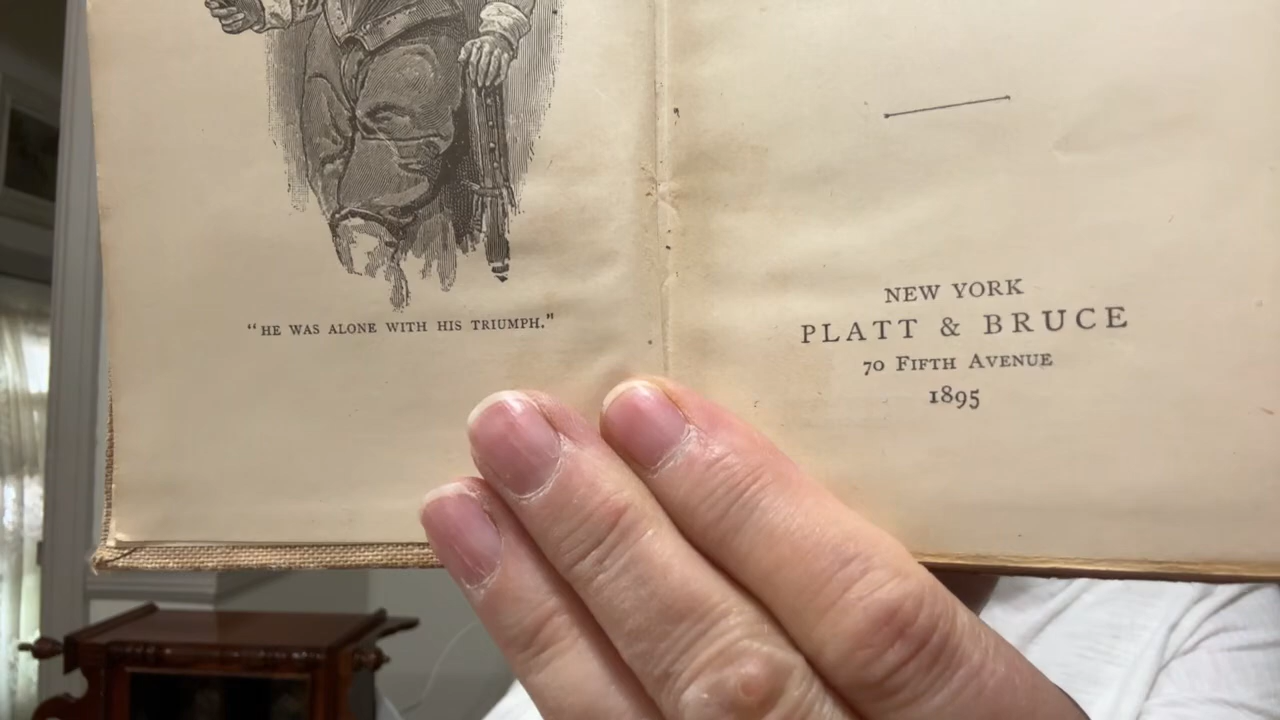 "HE WAS ALONE WITH HIS TRIUMPH."
NEW YORK
PLATT & BRUCE
70 FIFTH AVENUE
1895